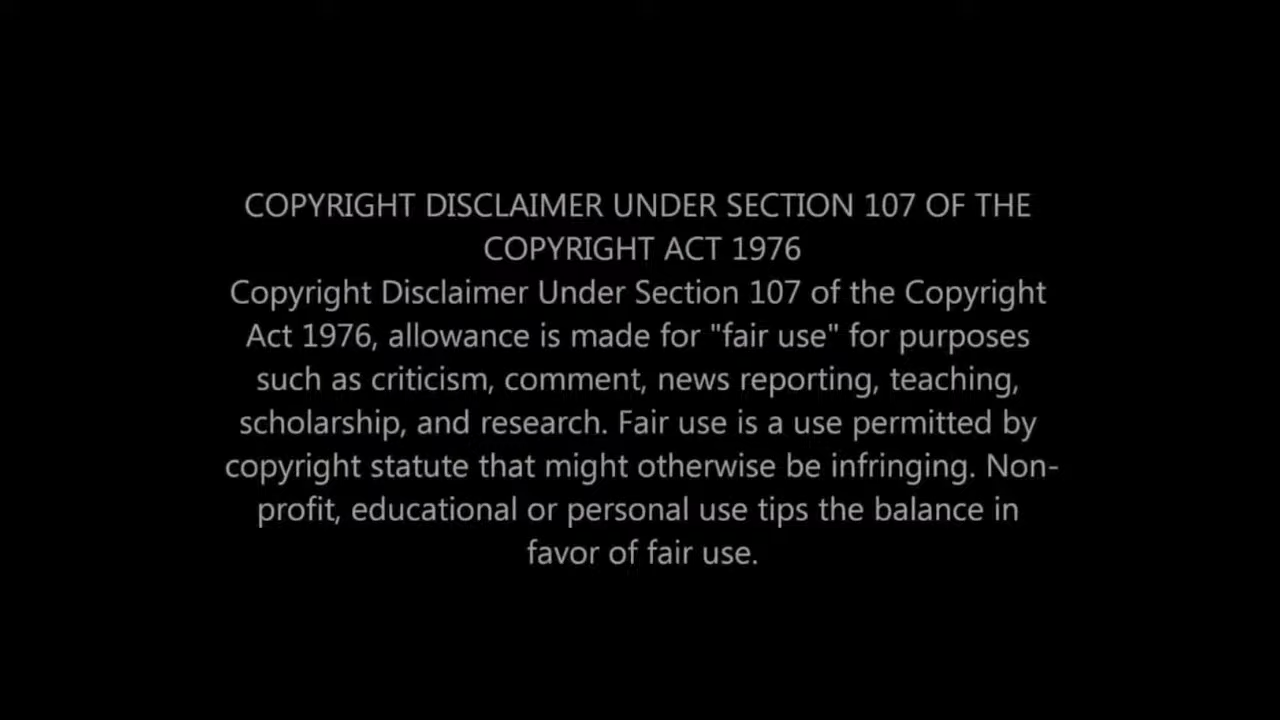 COPYRIGHT DISCLAIMER UNDER SECTION 107 OF THE
COPYRIGHT ACT 1976
Copyright Disclaimer Under Section 107 of the Copyright
Act 1976, allowance is made for "fair use" for purposes
such as criticism, comment, news reporting, teaching,
scholarship, and research. Fair use is a use permitted by
copyright statute that might otherwise be infringing. Non-
profit, educational or personal use tips the balance in
favor of fair use.